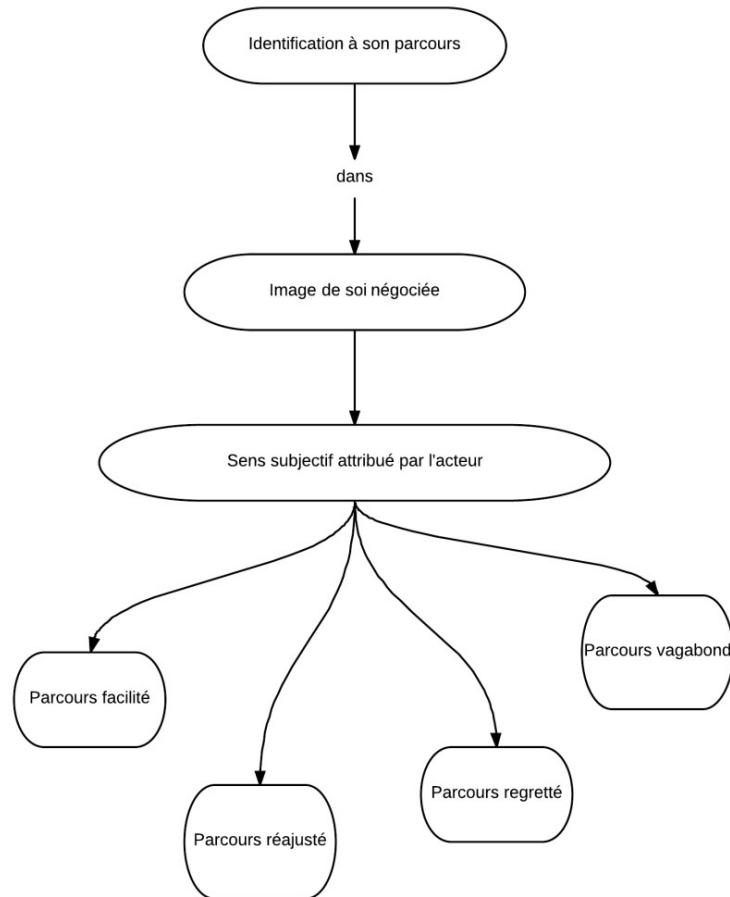 Identification à son parcours
dans
Image de soi négociée
Sens subjectif attribué par l'acteur
Parcours vagabond
Parcours facilité
Parcours regretté
Parcours réajusté